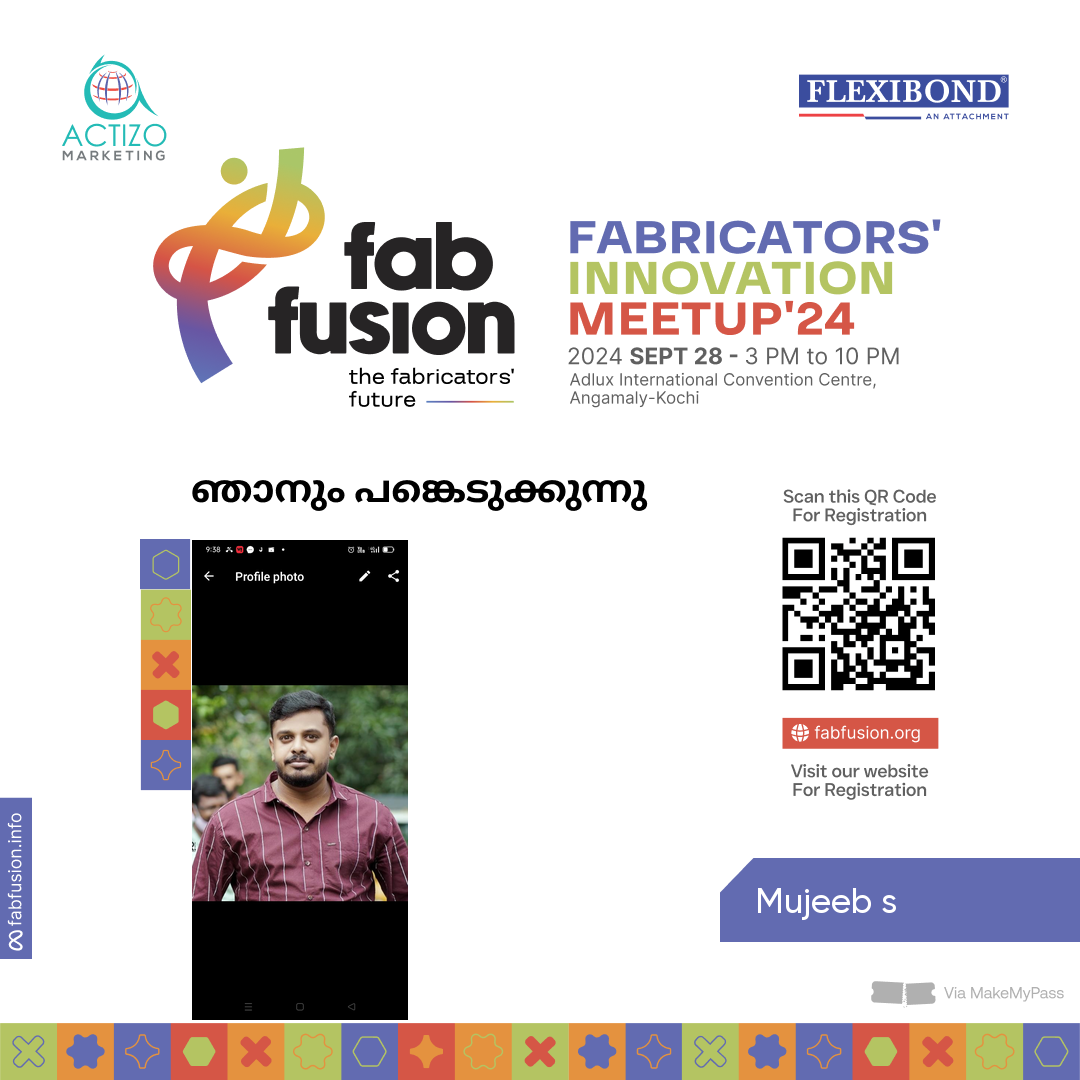 ACTIZO
MARKETING
FLEXIBOND®
AN ATTACHMENT
fab
fusion
the fabricators'
future
FABRICATORS'
INNOVATION
MEETUP'24
2024 SEPT 28 - 3 PM to 10 PM
Adlux International Convention Centre,
Angamaly-Kochi
ഞാനും പങ്കെടുക്കുന്നു
Scan this QR Code
For Registration
9:38
Profile photo
fabfusion.org
Visit our website
For Registration
fabfusion.info
Mujeeb s
Via MakeMyPass